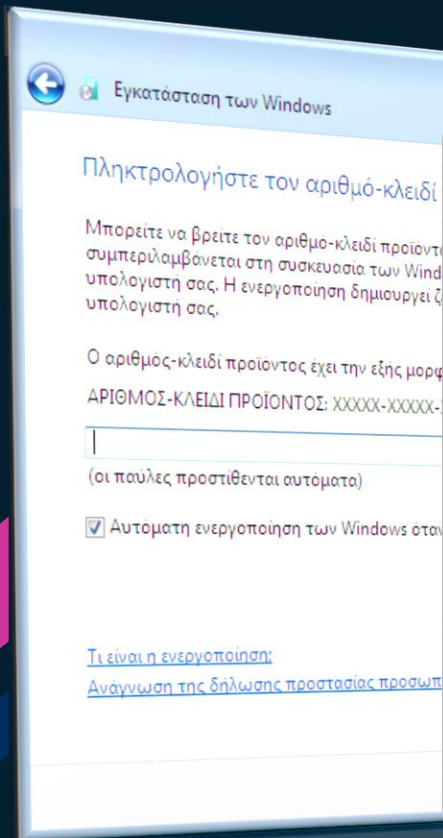 Εγκατάσταση των Windows
Πληκτρολογήστε τον αριθμό-κλειδί
Μπορείτε να βρείτε τον αριθμό-κλειδί προϊόντ
συμπεριλαμβάνεται στη συσκευασία των Wind
υπολογιστή σας. Η ενεργοποίηση δημιουργεί ζ
υπολογιστή σας.
Ο αριθμός-κλειδί προϊόντος έχει την εξής μορφ
ΑΡΙΘΜΟΣ-ΚΛΕΙΔΙ ΠΡΟΪΟΝΤΟΣ: XXXXX-XXXXX-
(οι παύλες προστίθενται αυτόματα)
Αυτόματη ενεργοποίηση των Windows όταν
Τι είναι η ενεργοποίηση;
Ανάγνωση της δήλωσης προστασίας προσωπ